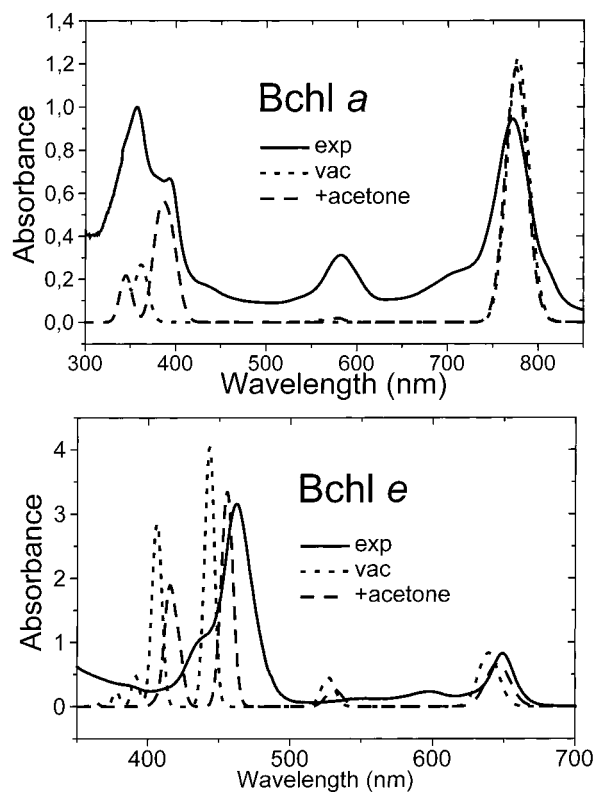 1,4
1,2
1,0
0,8
0,6
0,4
0,2
0,0
Absorbance
Bchl a
exp
vac
+acetone
300 400 500 600 700 800
Wavelength (nm)
4
3
2
1
0
Absorbance
Bchl e
exp
vac
+acetone
400 500 600 700
Wavelength (nm)